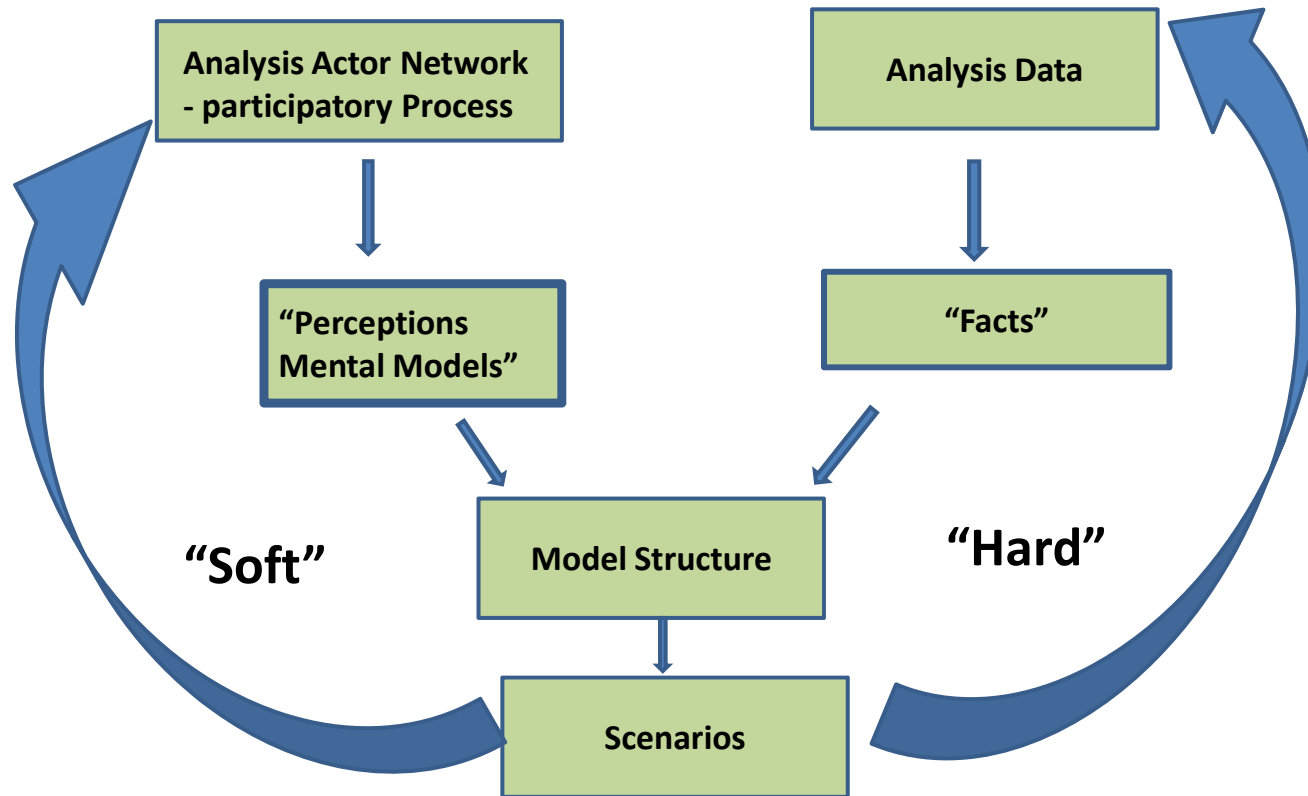 Analysis Actor Network
- participatory Process
Analysis Data
“Perceptions
Mental Models”
“Facts”
“Soft”
“Hard”
Model Structure
Scenarios